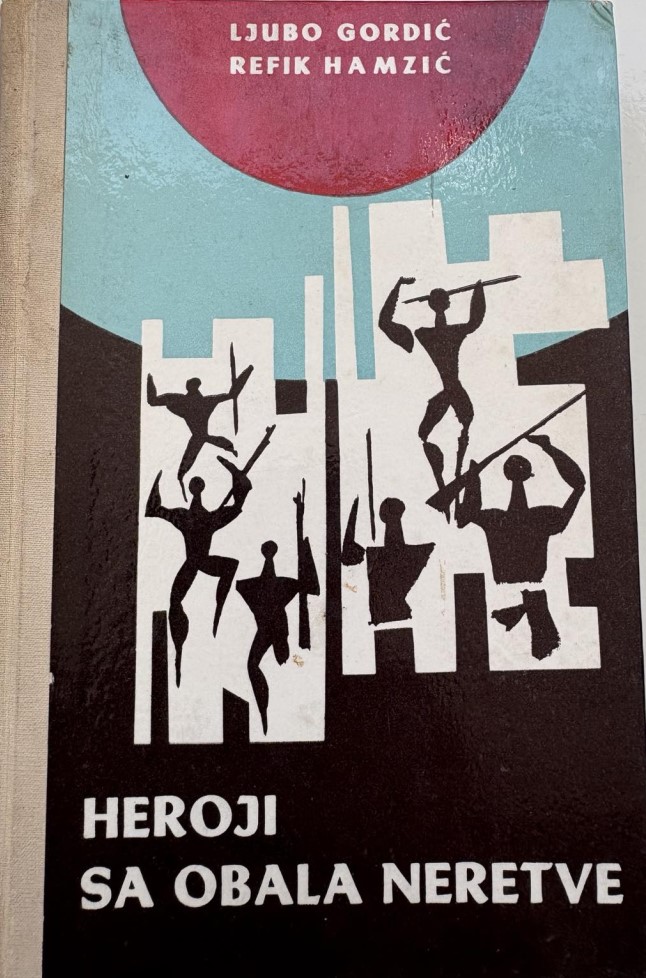 LJUBO GORDIĆ
REFIK HAMZIĆ
HEROJI
SA OBALA NERETVE